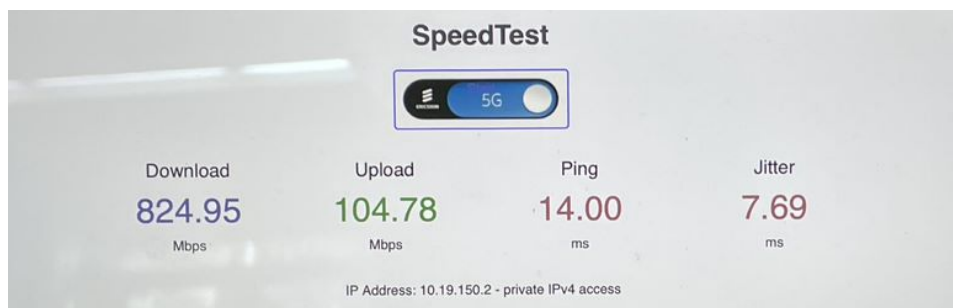 SpeedTest
ERICSSON 5G
Download Upload Ping Jitter
824.95 104.78 14.00 7.69
Mbps Mbps ms ms
IP Address: 10.19.150.2 - private IPv4 access